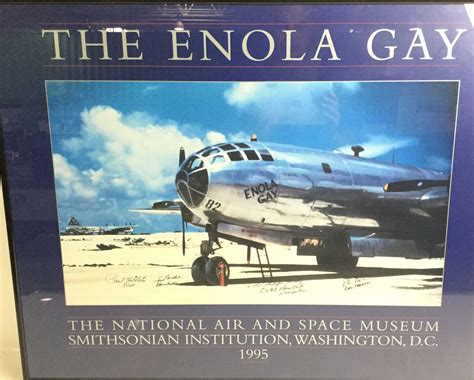 THE ENOLA GAY
ENOLA
GAY
82
THE NATIONAL AIR AND SPACE MUSEUM
SMITHSONIAN INSTITUTION, WASHINGTON, D.C.
1995